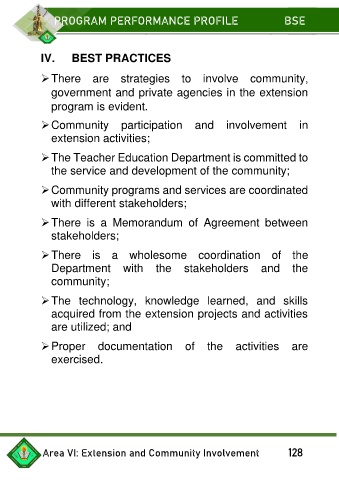 PROGRAM PERFORMANCE PROFILE BSE
IV. BEST PRACTICES
➢There are strategies to involve community,
government and private agencies in the extension
program is evident.
➢Community participation and involvement in
extension activities;
➢The Teacher Education Department is committed to
the service and development of the community;
➢Community programs and services are coordinated
with different stakeholders;
➢There is a Memorandum of Agreement between
stakeholders;
➢There is a wholesome coordination of the
Department with the stakeholders and the
community;
➢The technology, knowledge learned, and skills
acquired from the extension projects and activities
are utilized; and
➢Proper documentation of the activities are
exercised.
Area VI: Extension and Community Involvement 128